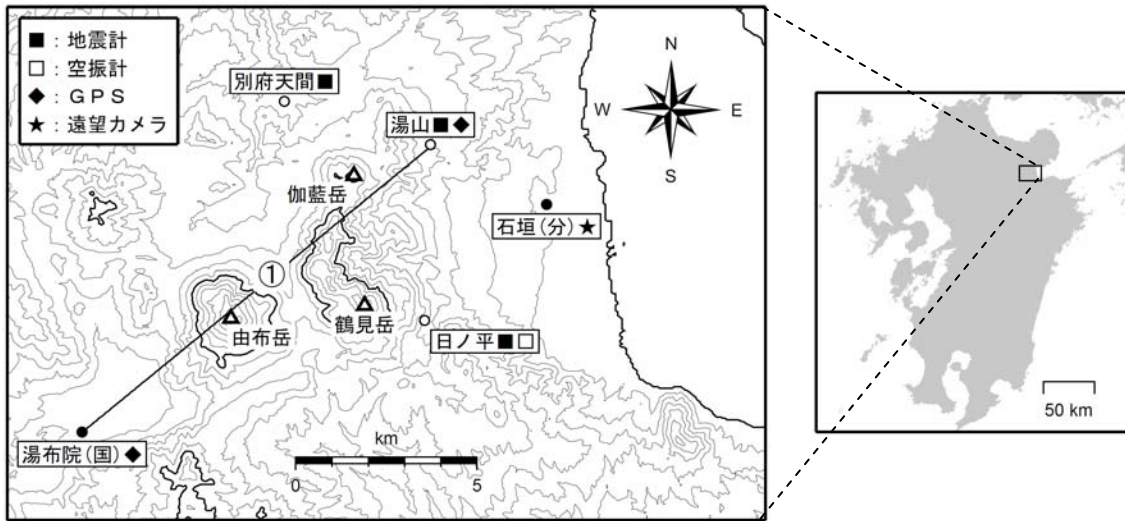 ■：地震計
□：空振計
◆：ＧＰＳ
★：遠望カメラ
別府天間■
湯山■◆
伽藍岳
N
W
E
S
石垣(分)★
①
由布岳
鶴見岳
日ノ平■□
湯布院(国)◆
km
0
5
50 km